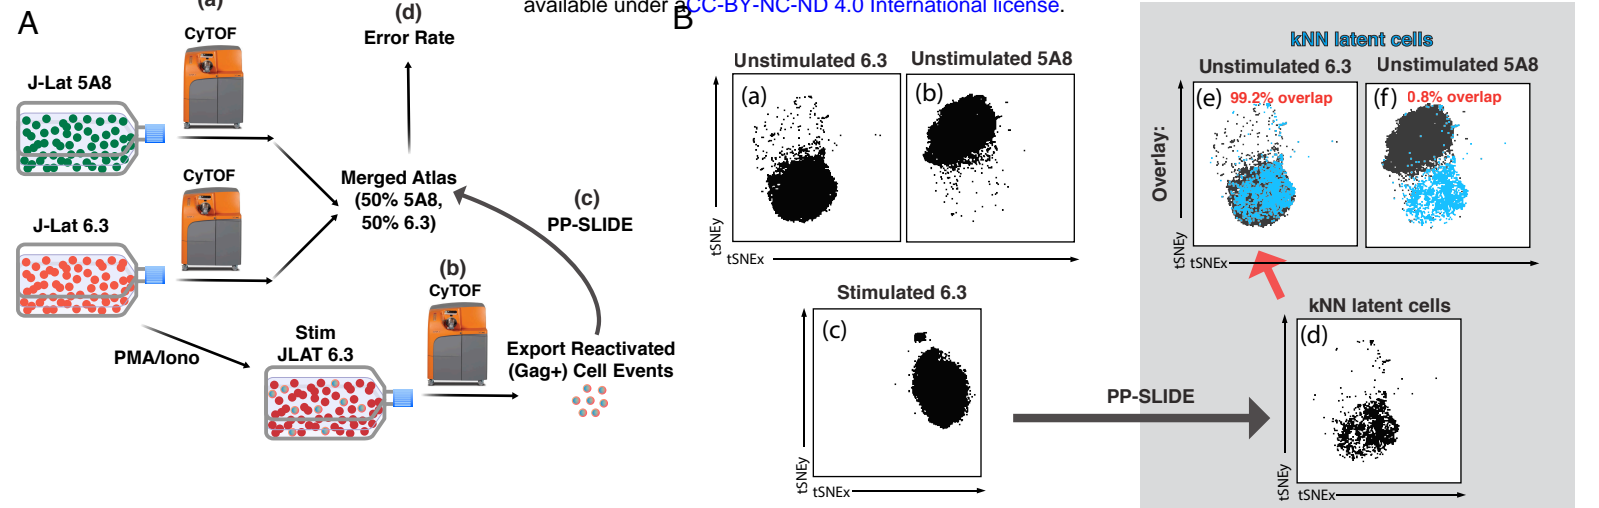 available under aCC-BY-NC-ND 4.0 International license.
A
(a)
CyTOF
J-Lat 5A8
(d)
Error Rate
CyTOF
J-Lat 6.3
Merged Atlas
(50% 5A8,
50% 6.3)
(c)
PP-SLIDE
PMA/Iono
Stim
JLAT 6.3
(b)
CyTOF
Export Reactivated
(Gag+) Cell Events
B
Unstimulated 6.3
(a)
Unstimulated 5A8
(b)
tSNEy
tSNEx
Stimulated 6.3
(c)
tSNEy
tSNEx
PP-SLIDE
kNN latent cells
Unstimulated 6.3
(e) 99.2% overlap
Unstimulated 5A8
(f) 0.8% overlap
Overlay:
tSNEy
tSNEx
kNN latent cells
(d)
tSNEy
tSNEx